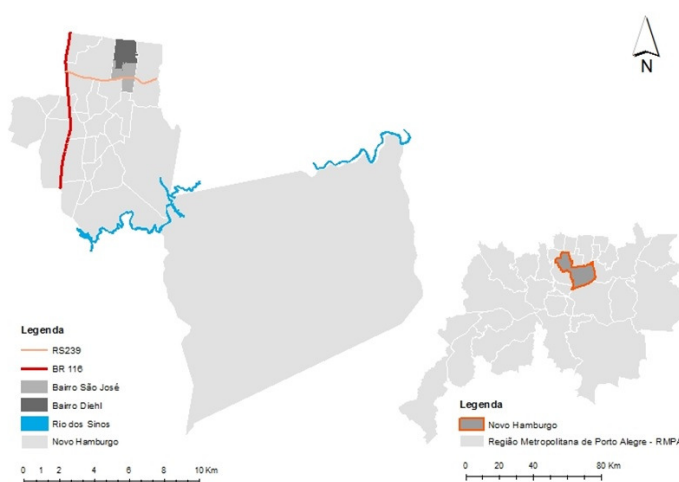 N
Legenda
RS239
BR 116
Bairro São José
Bairro Diehl
Rio dos Sinos
Novo Hamburgo
0 1 2 4 6 8 10 Km
Legenda
Novo Hamburgo
Região Metropolitana de Porto Alegre - RMPA
0 20 40 60 80 Km